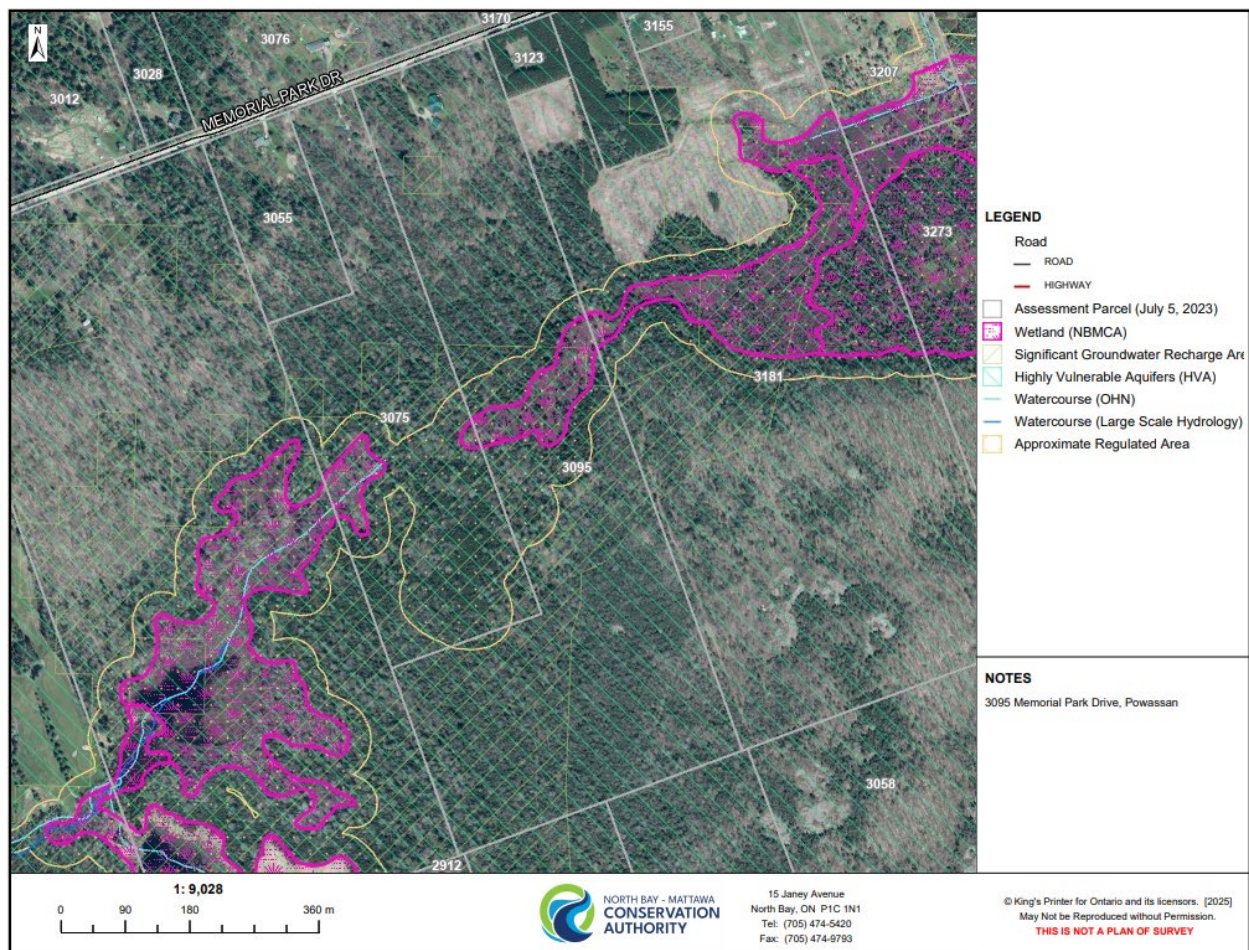 N
3170
3155
3076
3123
3028
3207
3012
MEMORIAL PARK DR
3055
3273
3181
3075
3095
3058
2912
LEGEND
Road
ROAD
HIGHWAY
Assessment Parcel (July 5, 2023)
Wetland (NBMCA)
Significant Groundwater Recharge Are
Highly Vulnerable Aquifers (HVA)
Watercourse (OHN)
Watercourse (Large Scale Hydrology)
Approximate Regulated Area
NOTES
3095 Memorial Park Drive, Powassan
1: 9,028
0 90 180 360 m
NORTH BAY - MATTAWA
CONSERVATION
AUTHORITY
15 Janey Avenue
North Bay, ON P1C 1N1
Tel: (705) 474-5420
Fax: (705) 474-9793
© King's Printer for Ontario and its licensors. [2025]
May Not be Reproduced without Permission.
THIS IS NOT A PLAN OF SURVEY